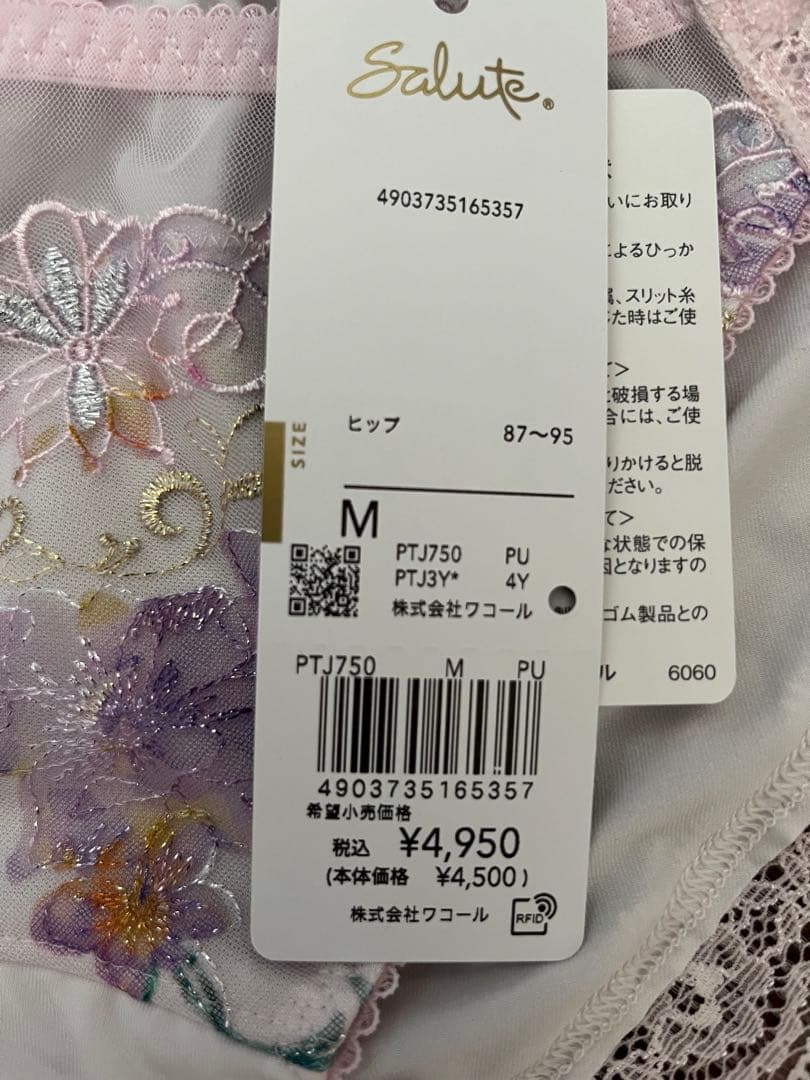 Salute®
4903735165357
SIZE
ヒップ 87～95
M
PTJ750 PU
PTJ3Y* 4Y
株式会社ワコール
PTJ750 M PU
4903735165357
希望小売価格
税込 ¥4,950
(本体価格 ¥4,500)
株式会社ワコール
RFID
いにお取り
によるひっか
スリット糸
た時はご使
て>
破損する場
合には、ご使
りかけると脱
ださい。
て>
な状態での保
因となりますの
ゴム製品との
ル 6060